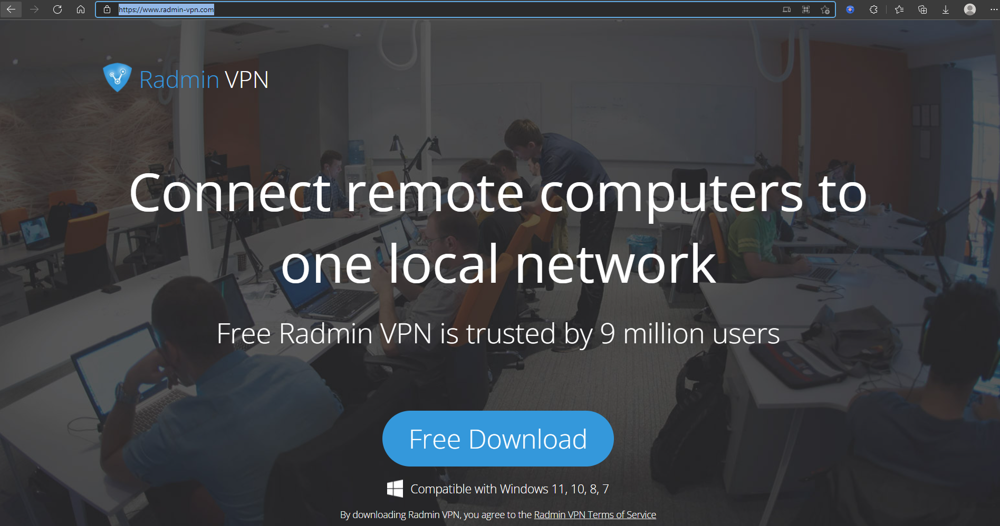 https://www.radmin-vpn.com
Radmin VPN
Connect remote computers to
one local network
Free Radmin VPN is trusted by 9 million users
Free Download
Compatible with Windows 11, 10, 8, 7
By downloading Radmin VPN, you agree to the Radmin VPN Terms of Service